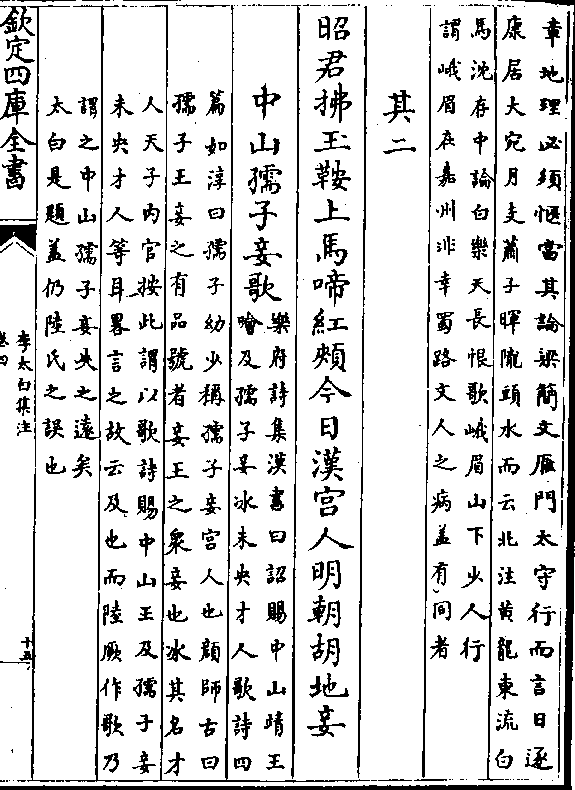 章地理必須愜當其論梁簡文雁門太守行而言日逐
康居大宛月支蕭子暉隴頭水而云北注黃龍東流白
馬沈存中論白樂天長恨歌峨眉山下少人行
謂峨眉在嘉州非幸蜀路文人之病蓋有同者
其二
昭君拂玉鞍上馬啼紅頰今日漢宮人明朝胡地妾
中山孺子妾歌
樂府詩集漢書曰詔賜中山靖王
噲及孺子妾冰未央才人歌詩四
篇如淳曰孺子幼少稱孺子妾宮人也顔師古曰
孺子王妾之有品號者妾王之衆妾也冰其名才
人天子內官按此謂以歌詩賜中山王及孺子妾
未央才人等耳畧言之故云及也而陸厥作歌乃
謂之中山孺子妾失之遠矣
太白是題蓋仍陸氏之誤也
欽定四庫全書
李太白集注
卷四
十五